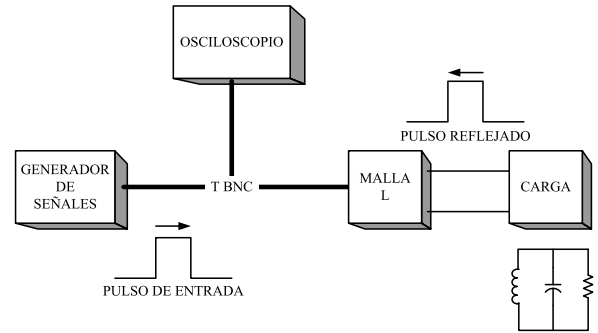 OSCILOSCOPIO
PULSO REFLEJADO
GENERADOR
DE
SEÑALES
T BNC
MALLA
L
CARGA
PULSO DE ENTRADA